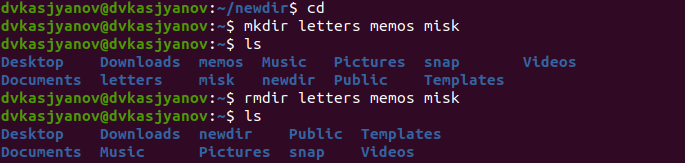 dvkasjyanov@dvkasjyanov:~/newdir$ cd
dvkasjyanov@dvkasjyanov:~$ mkdir letters memos misk
dvkasjyanov@dvkasjyanov:~$ ls
Desktop    Downloads  memos  Music   Pictures  snap       Videos
Documents  letters    misk   newdir  Public    Templates
dvkasjyanov@dvkasjyanov:~$ rmdir letters memos misk
dvkasjyanov@dvkasjyanov:~$ ls
Desktop    Downloads  newdir    Public  Templates
Documents  Music      Pictures  snap    Videos